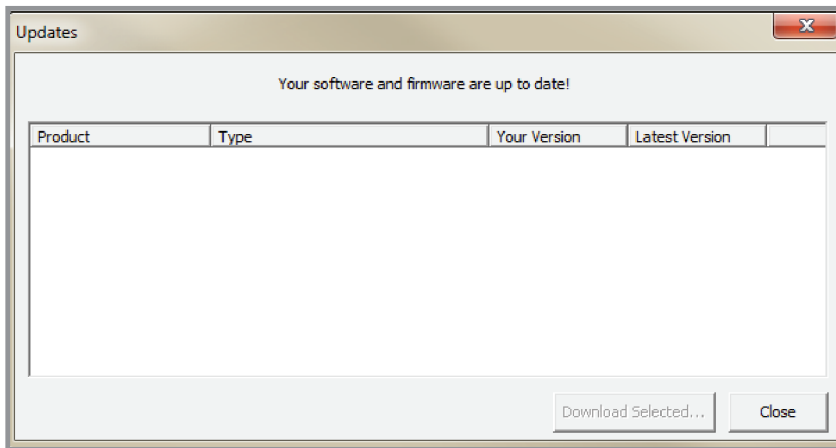 Updates
Your software and firmware are up to date!
Product Type Your Version Latest Version
Download Selected... Close